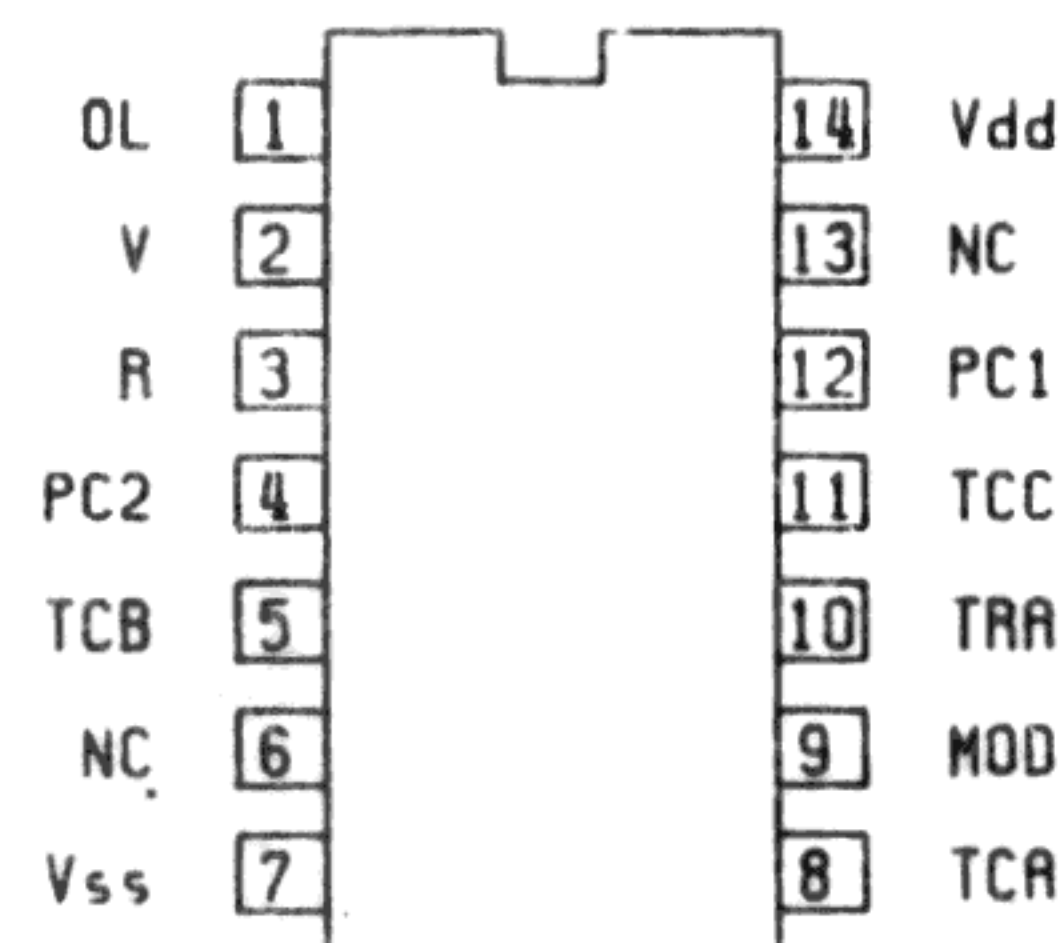 OL 1 14 Vdd
V 2 13 NC
R 3 12 PC1
PC2 4 11 TCC
TCB 5 10 TRA
NC 6 9 MOD
Vss 7 8 TCA